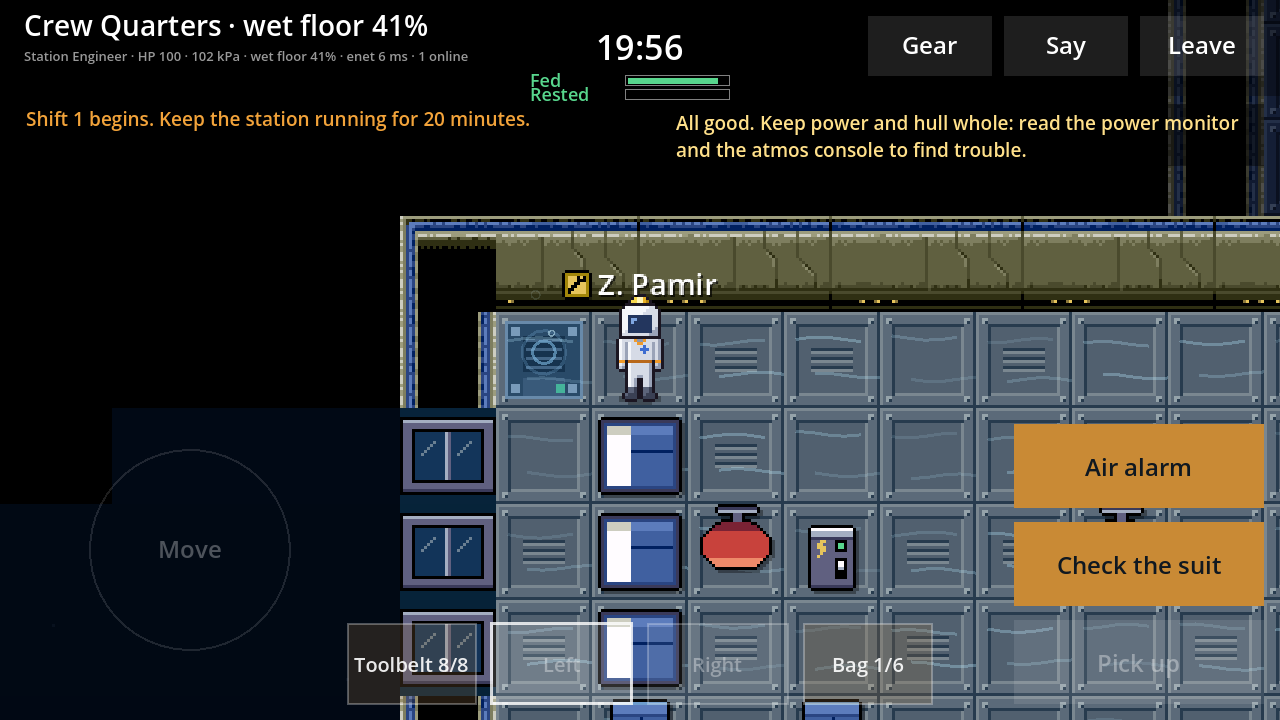 Crew Quarters · wet floor 41%
Station Engineer · HP 100 · 102 kPa · wet floor 41% · enet 6 ms · 1 online
19:56
Fed
Rested
Gear
Say
Leave
Shift 1 begins. Keep the station running for 20 minutes.
All good. Keep power and hull whole: read the power monitor
and the atmos console to find trouble.
Z. Pamir
Air alarm
Move
Check the suit
Toolbelt 8/8
Left
Right
Bag 1/6
Pick up